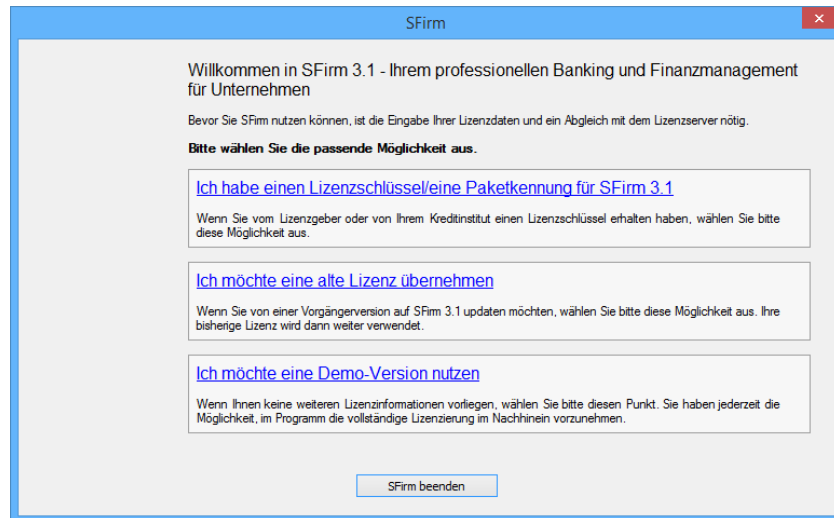 SFirm
Willkommen in SFirm 3.1 - Ihrem professionellen Banking und Finanzmanagement
für Unternehmen
Bevor Sie SFirm nutzen können, ist die Eingabe Ihrer Lizenzdaten und ein Abgleich mit dem Lizenzserver nötig.
Bitte wählen Sie die passende Möglichkeit aus.
Ich habe einen Lizenzschlüssel/eine Paketkennung für SFirm 3.1
Wenn Sie vom Lizenzgeber oder von Ihrem Kreditinstitut einen Lizenzschlüssel erhalten haben, wählen Sie bitte
diese Möglichkeit aus.
Ich möchte eine alte Lizenz übernehmen
Wenn Sie von einer Vorgängerversion auf SFirm 3.1 updaten möchten, wählen Sie bitte diese Möglichkeit aus. Ihre
bisherige Lizenz wird dann weiter verwendet.
Ich möchte eine Demo-Version nutzen
Wenn Ihnen keine weiteren Lizenzinformationen vorliegen, wählen Sie bitte diesen Punkt. Sie haben jederzeit die
Möglichkeit, im Programm die vollständige Lizenzierung im Nachhinein vorzunehmen.
SFirm beenden